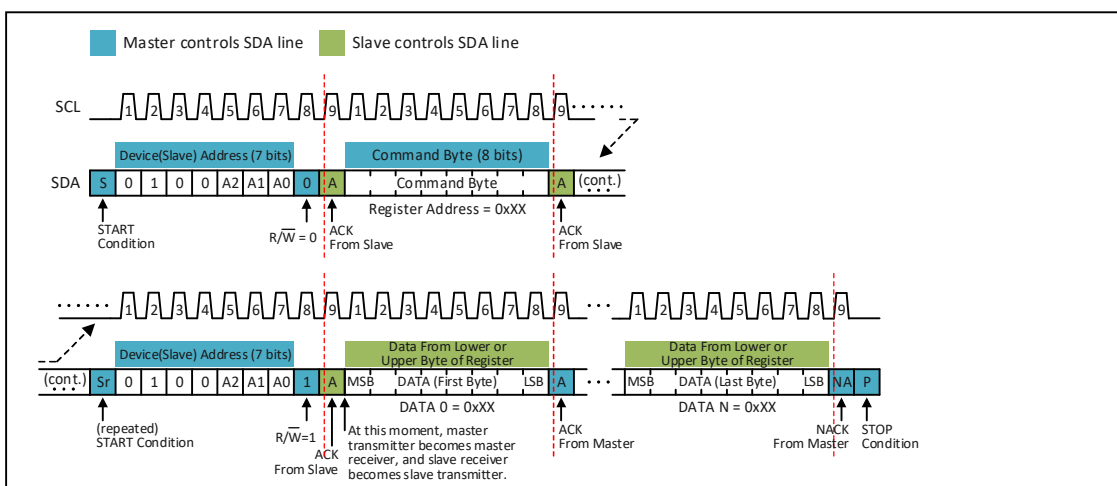 Master controls SDA line Slave controls SDA line
SCL 1 2 3 4 5 6 7 8 9 1 2 3 4 5 6 7 8 9 ······
Device(Slave) Address (7 bits) Command Byte (8 bits)
SDA S 0 1 0 0 A2 A1 A0 0 A Command Byte A (cont.)
Register Address = 0xXX
START Condition
R/W̅ = 0
ACK From Slave
ACK From Slave
······ 1 2 3 4 5 6 7 8 9 1 2 3 4 5 6 7 8 9 ··· 1 2 3 4 5 6 7 8 9
Device(Slave) Address (7 bits)
Data From Lower or
Upper Byte of Register
Data From Lower or
Upper Byte of Register
(cont.) Sr 0 1 0 0 A2 A1 A0 1 A MSB DATA (First Byte) LSB A ··· MSB DATA (Last Byte) LSB NA P
DATA 0 = 0xXX
DATA N = 0xXX
(repeated)
START Condition
R/W̅=1
ACK
From Slave
At this moment, master
transmitter becomes master
receiver, and slave receiver
becomes slave transmitter.
ACK
From Master
NACK
From Master
STOP
Condition